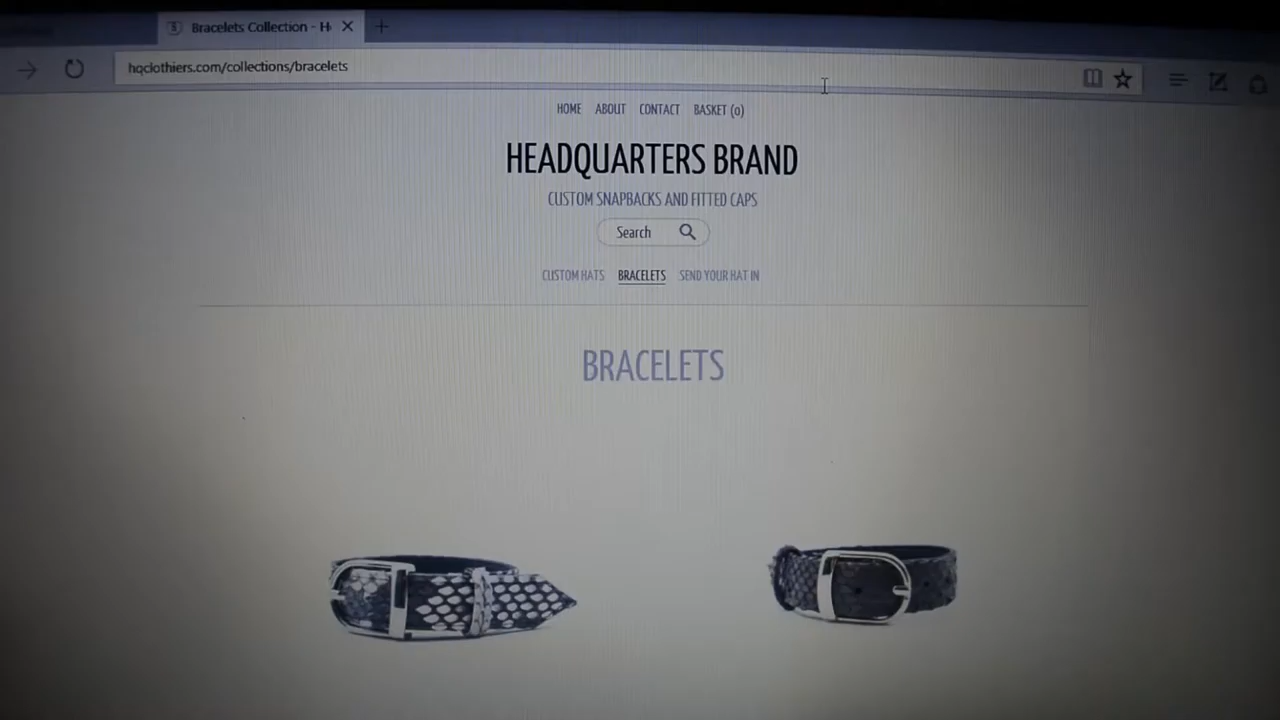 Bracelets Collection - H
hqclothiers.com/collections/bracelets
HOME ABOUT CONTACT BASKET (0)
HEADQUARTERS BRAND
CUSTOM SNAPBACKS AND FITTED CAPS
Search
CUSTOM HATS BRACELETS SEND YOUR HAT IN
BRACELETS